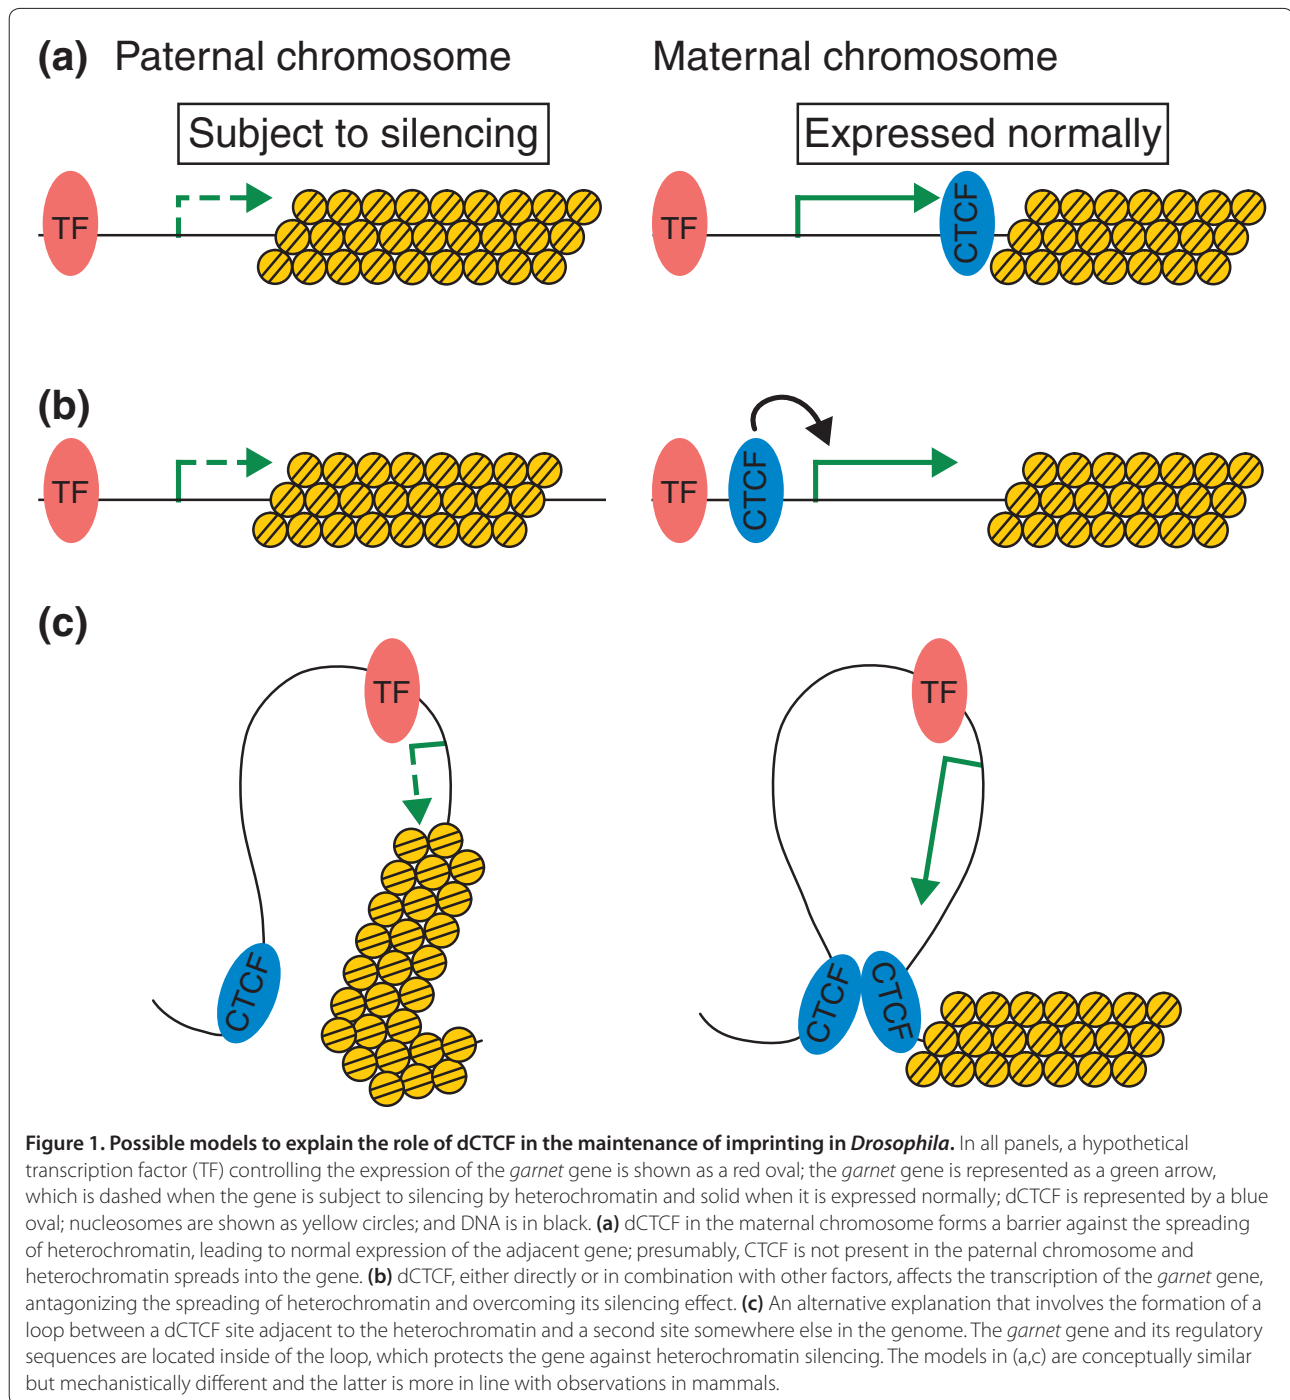 (a) Paternal chromosome Maternal chromosome
Subject to silencing Expressed normally
TF TF CTCF
(b)
TF TF CTCF
(c)
TF TF
CTCF CTCF CTCF
Figure 1. Possible models to explain the role of dCTCF in the maintenance of imprinting in Drosophila. In all panels, a hypothetical
transcription factor (TF) controlling the expression of the garnet gene is shown as a red oval; the garnet gene is represented as a green arrow,
which is dashed when the gene is subject to silencing by heterochromatin and solid when it is expressed normally; dCTCF is represented by a blue
oval; nucleosomes are shown as yellow circles; and DNA is in black. (a) dCTCF in the maternal chromosome forms a barrier against the spreading
of heterochromatin, leading to normal expression of the adjacent gene; presumably, CTCF is not present in the paternal chromosome and
heterochromatin spreads into the gene. (b) dCTCF, either directly or in combination with other factors, affects the transcription of the garnet gene,
antagonizing the spreading of heterochromatin and overcoming its silencing effect. (c) An alternative explanation that involves the formation of a
loop between a dCTCF site adjacent to the heterochromatin and a second site somewhere else in the genome. The garnet gene and its regulatory
sequences are located inside of the loop, which protects the gene against heterochromatin silencing. The models in (a,c) are conceptually similar
but mechanistically different and the latter is more in line with observations in mammals.